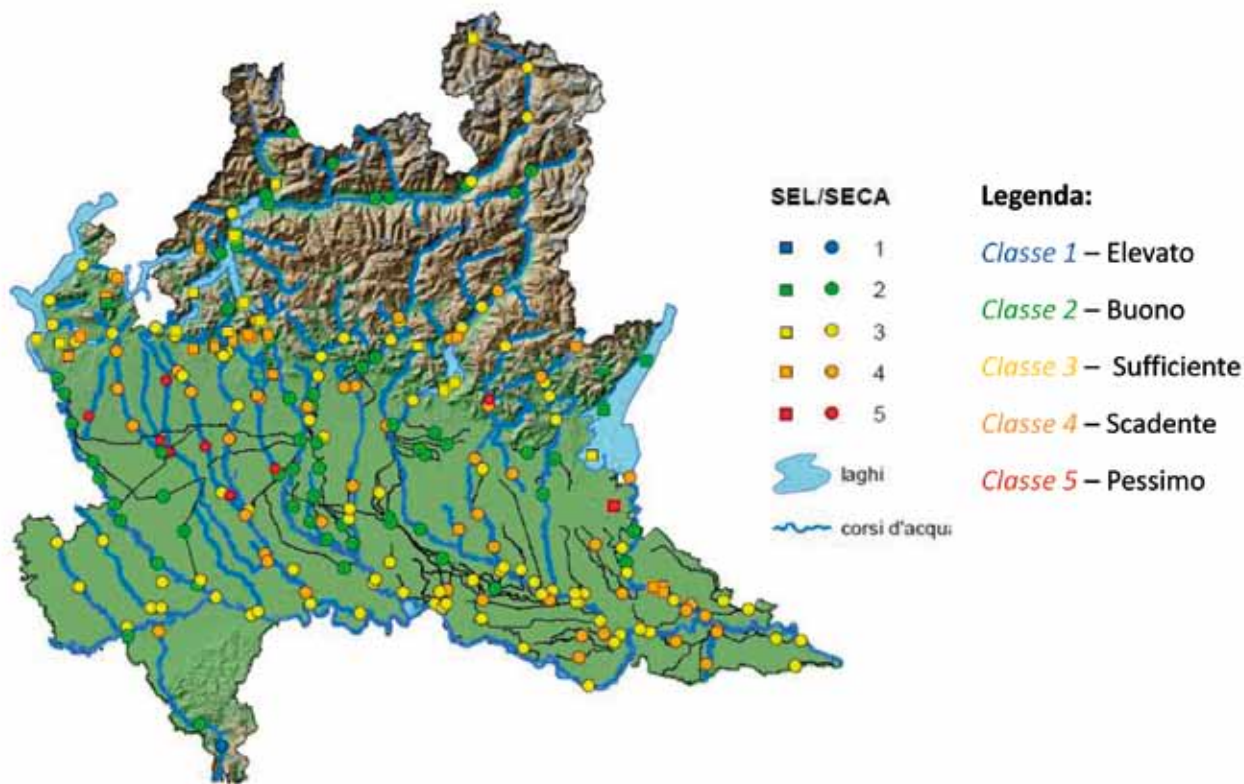 SEL/SECA
1
2
3
4
5
laghi
corsi d'acqu
Legenda:
Classe 1 – Elevato
Classe 2 – Buono
Classe 3 – Sufficiente
Classe 4 – Scadente
Classe 5 – Pessimo